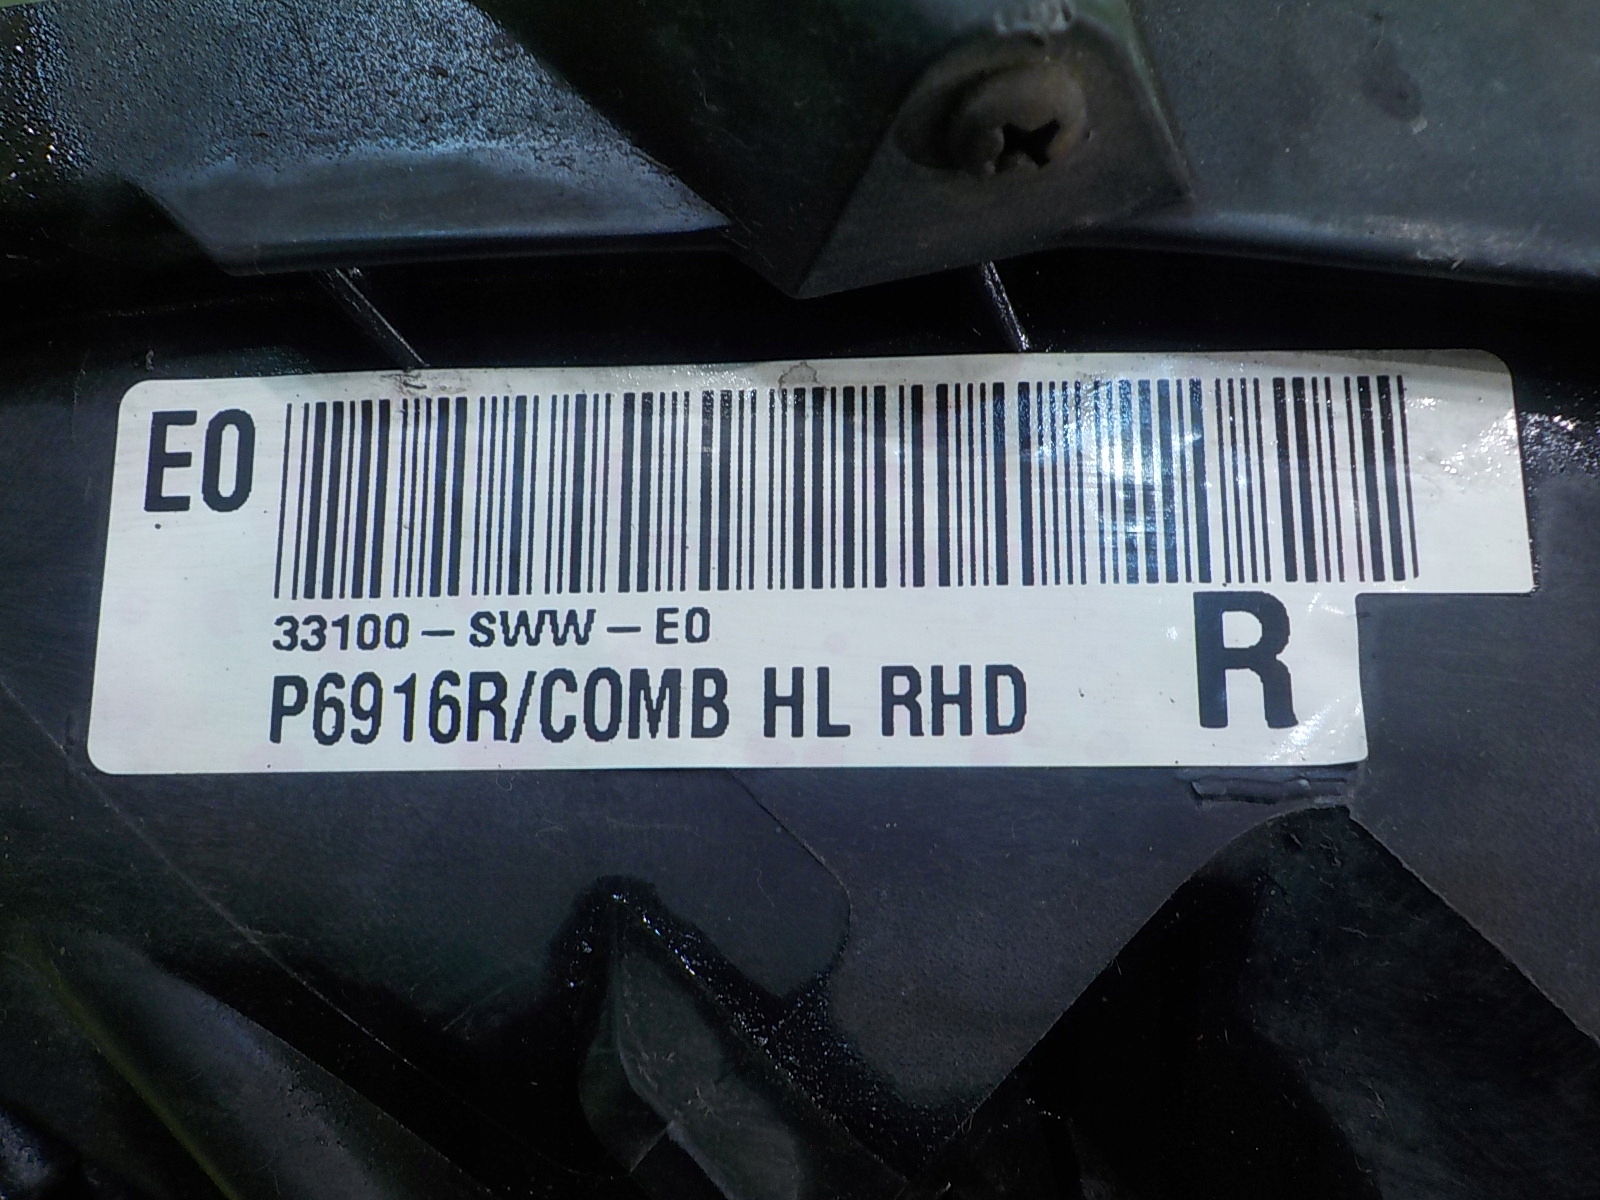 E0
33100-SWW-E0
R
P6916R/COMB HL RHD